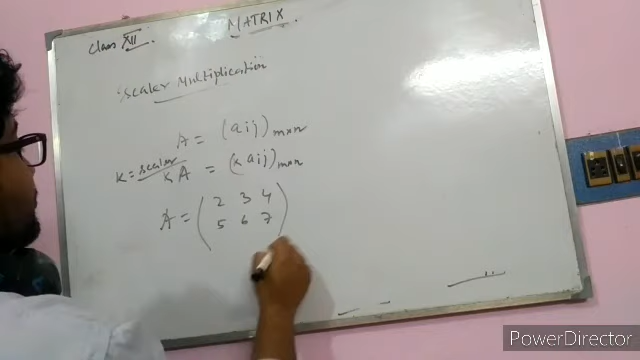 MATRIX.
Class XII.
Scaler Multiplication
A = (aij)m×n
K = scalar
KA = (K aij)m×n
A = ( 2 3 4
5 6 7 )
PowerDirector